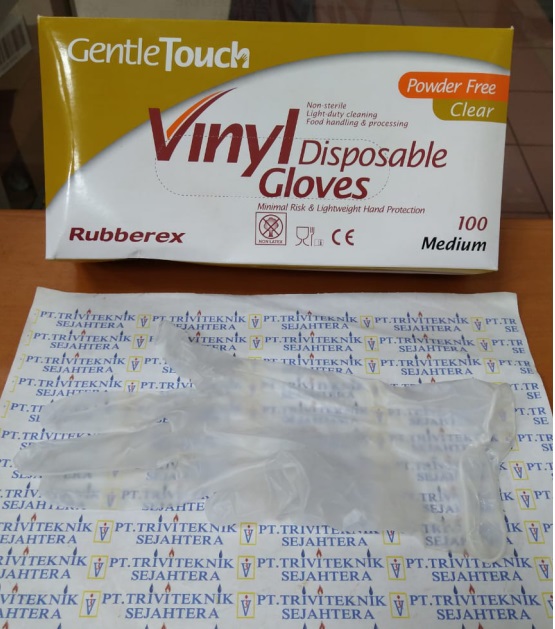 GentleTouch
Powder Free
Clear
Non-sterile
Light-duty cleaning
Food handling & processing
Vinyl Disposable
Gloves
Minimal Risk & Lightweight Hand Protection
Rubberex
CE
100
Medium
PT.TRIVITEKNIK
SEJAHTERA